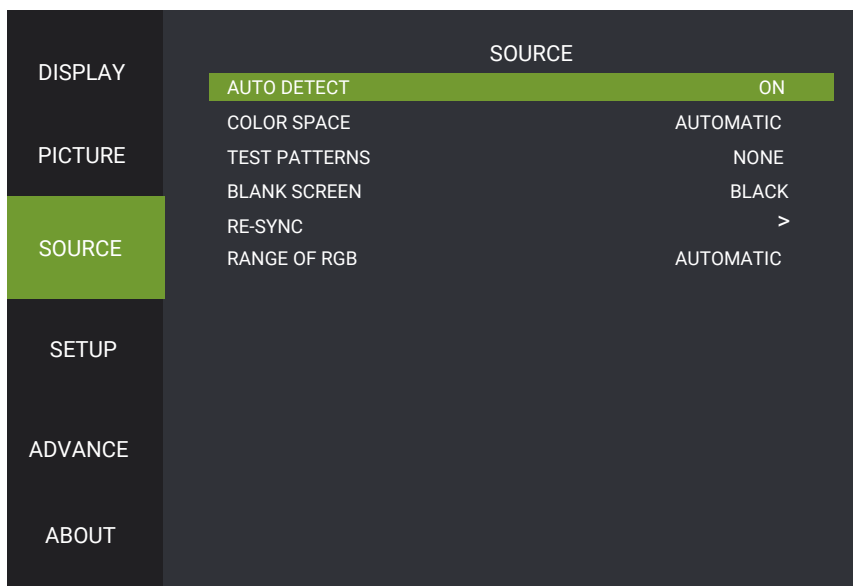 DISPLAY
PICTURE
SOURCE
SETUP
ADVANCE
ABOUT
SOURCE
AUTO DETECT ON
COLOR SPACE AUTOMATIC
TEST PATTERNS NONE
BLANK SCREEN BLACK
RE-SYNC >
RANGE OF RGB AUTOMATIC